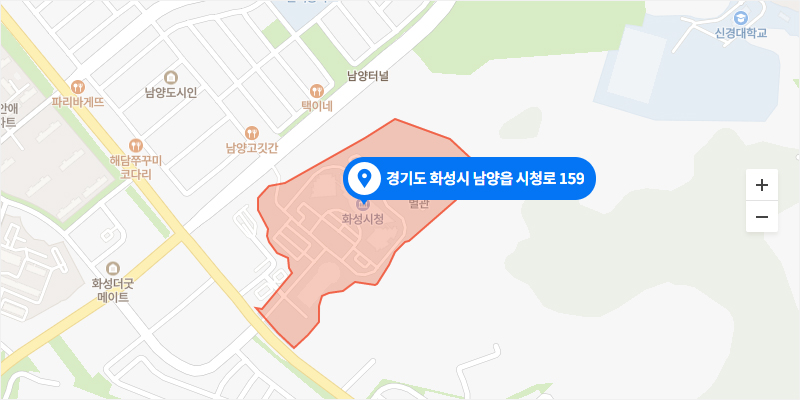 신경대학교
남양터널
남양도시인
파리바게뜨
택이네
안애
파트
남양고깃간
해담쭈꾸미
코다리
경기도 화성시 남양읍 시청로 159
별관
화성시청
화성더굿
메이트